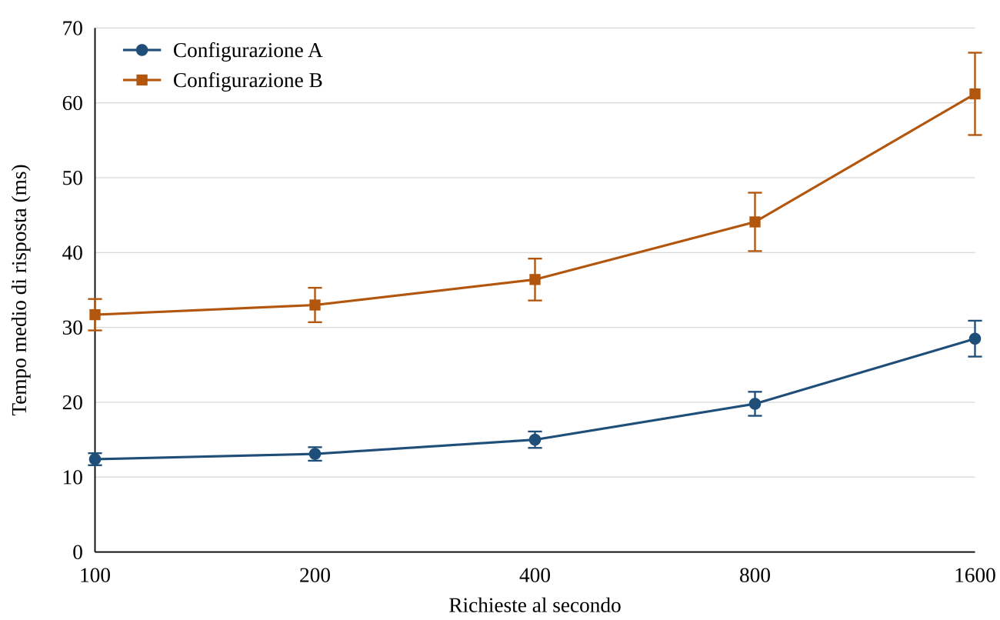 70
60
50
40
30
20
10
0
Tempo medio di risposta (ms)
Configurazione A
Configurazione B
100 200 400 800 1600
Richieste al secondo